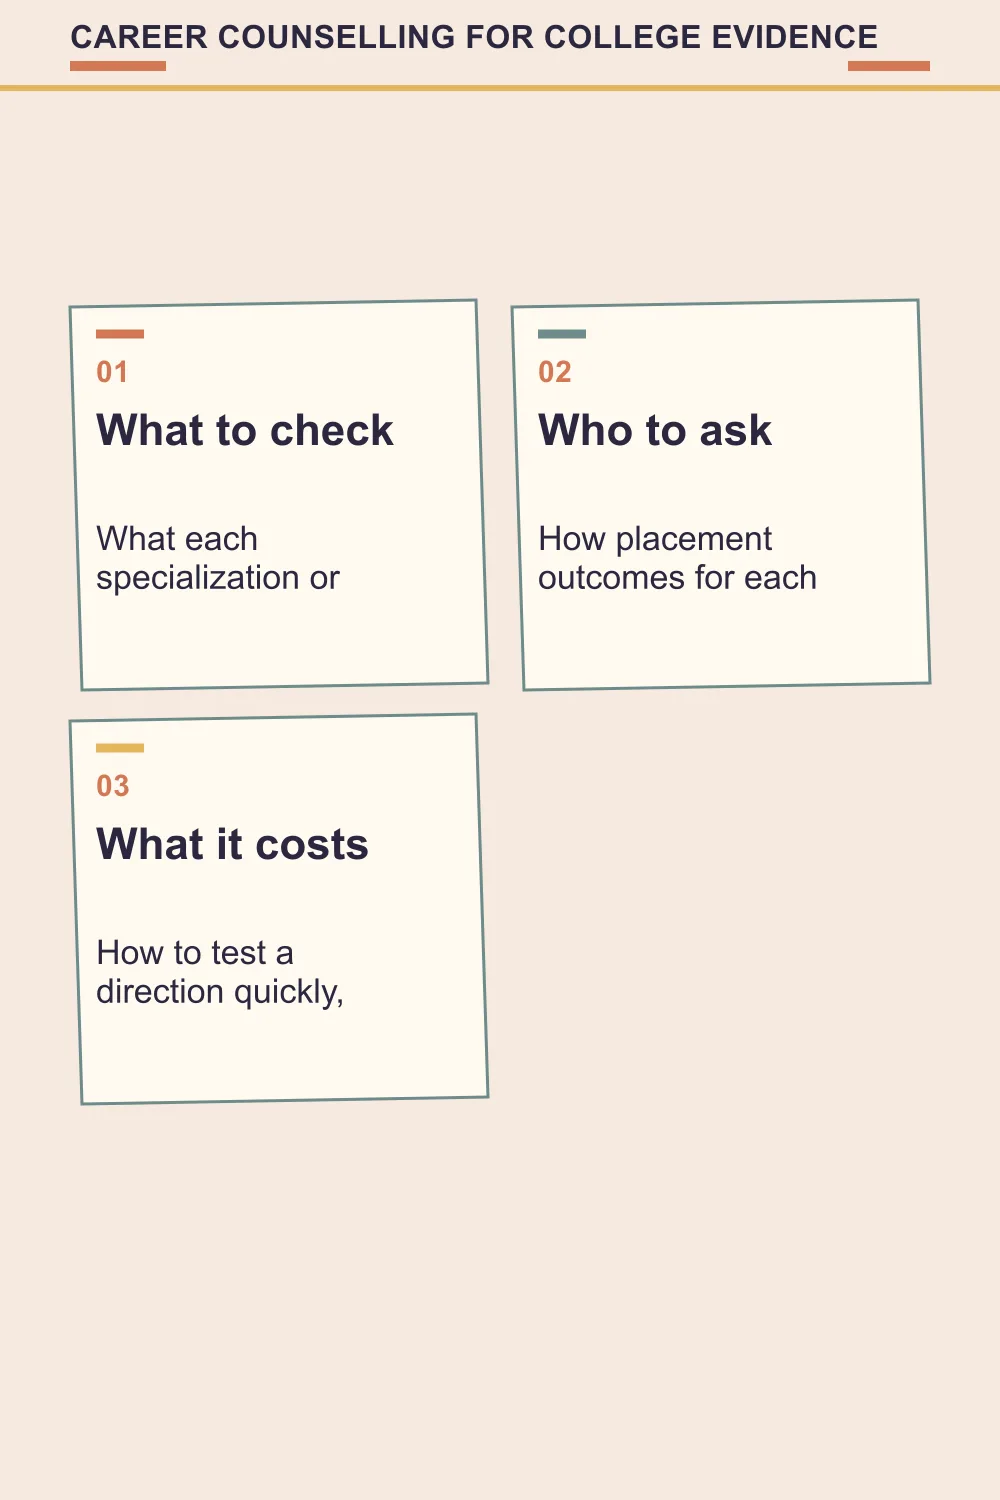 CAREER COUNSELLING FOR COLLEGE EVIDENCE
01
What to check
What each
specialization or
02
Who to ask
How placement
outcomes for each
03
What it costs
How to test a
direction quickly,